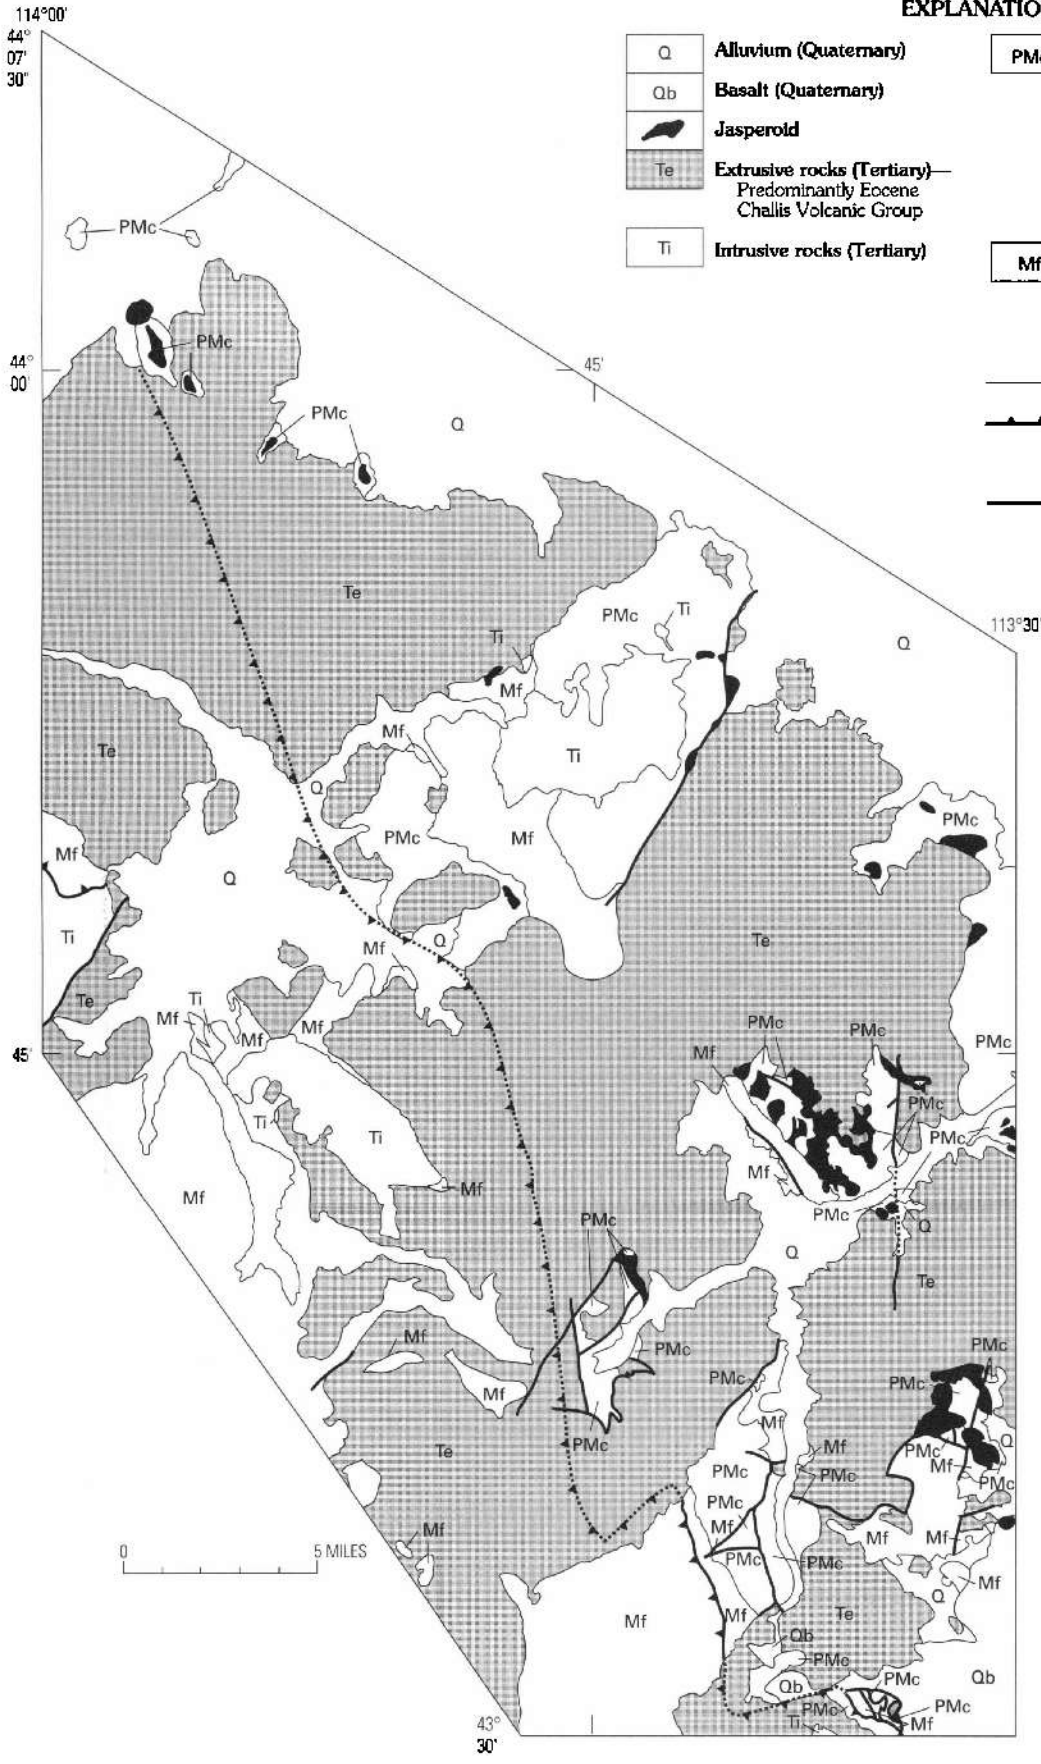 114°00'
44°
07'
30"
EXPLANATIO
Q Alluvium (Quaternary)
PM
Qb Basalt (Quaternary)
Jasperoid
Te Extrusive rocks (Tertiary)—
Predominantly Eocene
Challis Volcanic Group
Ti Intrusive rocks (Tertiary)
Mf
PMc
PMc
44°
00'
45'
PMc
Q
Te
PMc
Ti
Ti
113°30'
Q
Mf
Mf
Te
Ti
Q
PMc
Mf
PMc
Mf
Q
Ti
Mf
Q
Te
Te
Ti
Mf
Mf
Mf
PMc
PMc
PMc
45'
Mf
PMc
Ti
Ti
PMc
Mf
Mf
Mf
PMc
PMc
Q
Q
Te
Mf
PMc
PMc
PMc
PMc
Mf
Mf
PMc
Te
Q
PMc
Mf
PMc
Mf
PMc
PMc
PMc
PMc
Mf
Mf
Mf
Mf
0 5 MILES
PMc
PMc
Mf
Q
Mf
Mf
Te
Qb
PMc
Qb
PMc
Qb
PMc
PMc
Ti
Mf
43°
30'